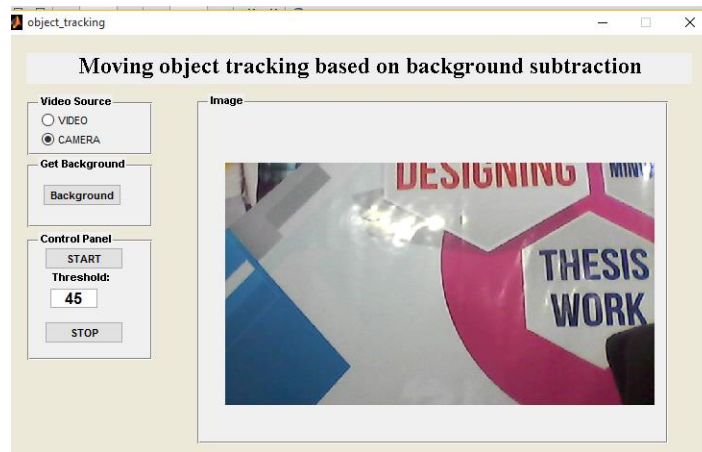 object_tracking
Moving object tracking based on background subtraction
Video Source
VIDEO
CAMERA
Get Background
Background
Control Panel
START
Threshold:
45
STOP
Image
DESIGNING
THESIS
WORK